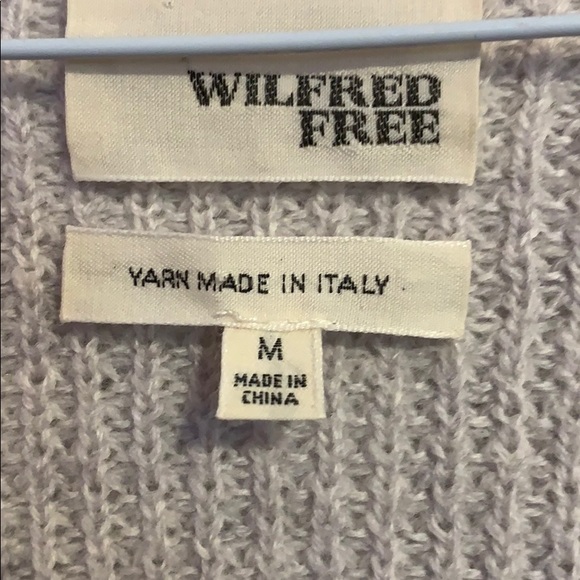 WILFRED
FREE
YARN MADE IN ITALY
M
MADE IN
CHINA